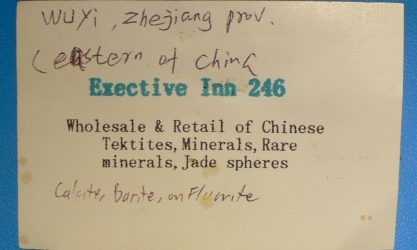 WUYi, Zhejiang prov.
(eastern of China
Exective Inn 246
Wholesale & Retail of Chinese
Tektites, Minerals, Rare
minerals, Jade spheres
Calcite, Barite, on Fluorite